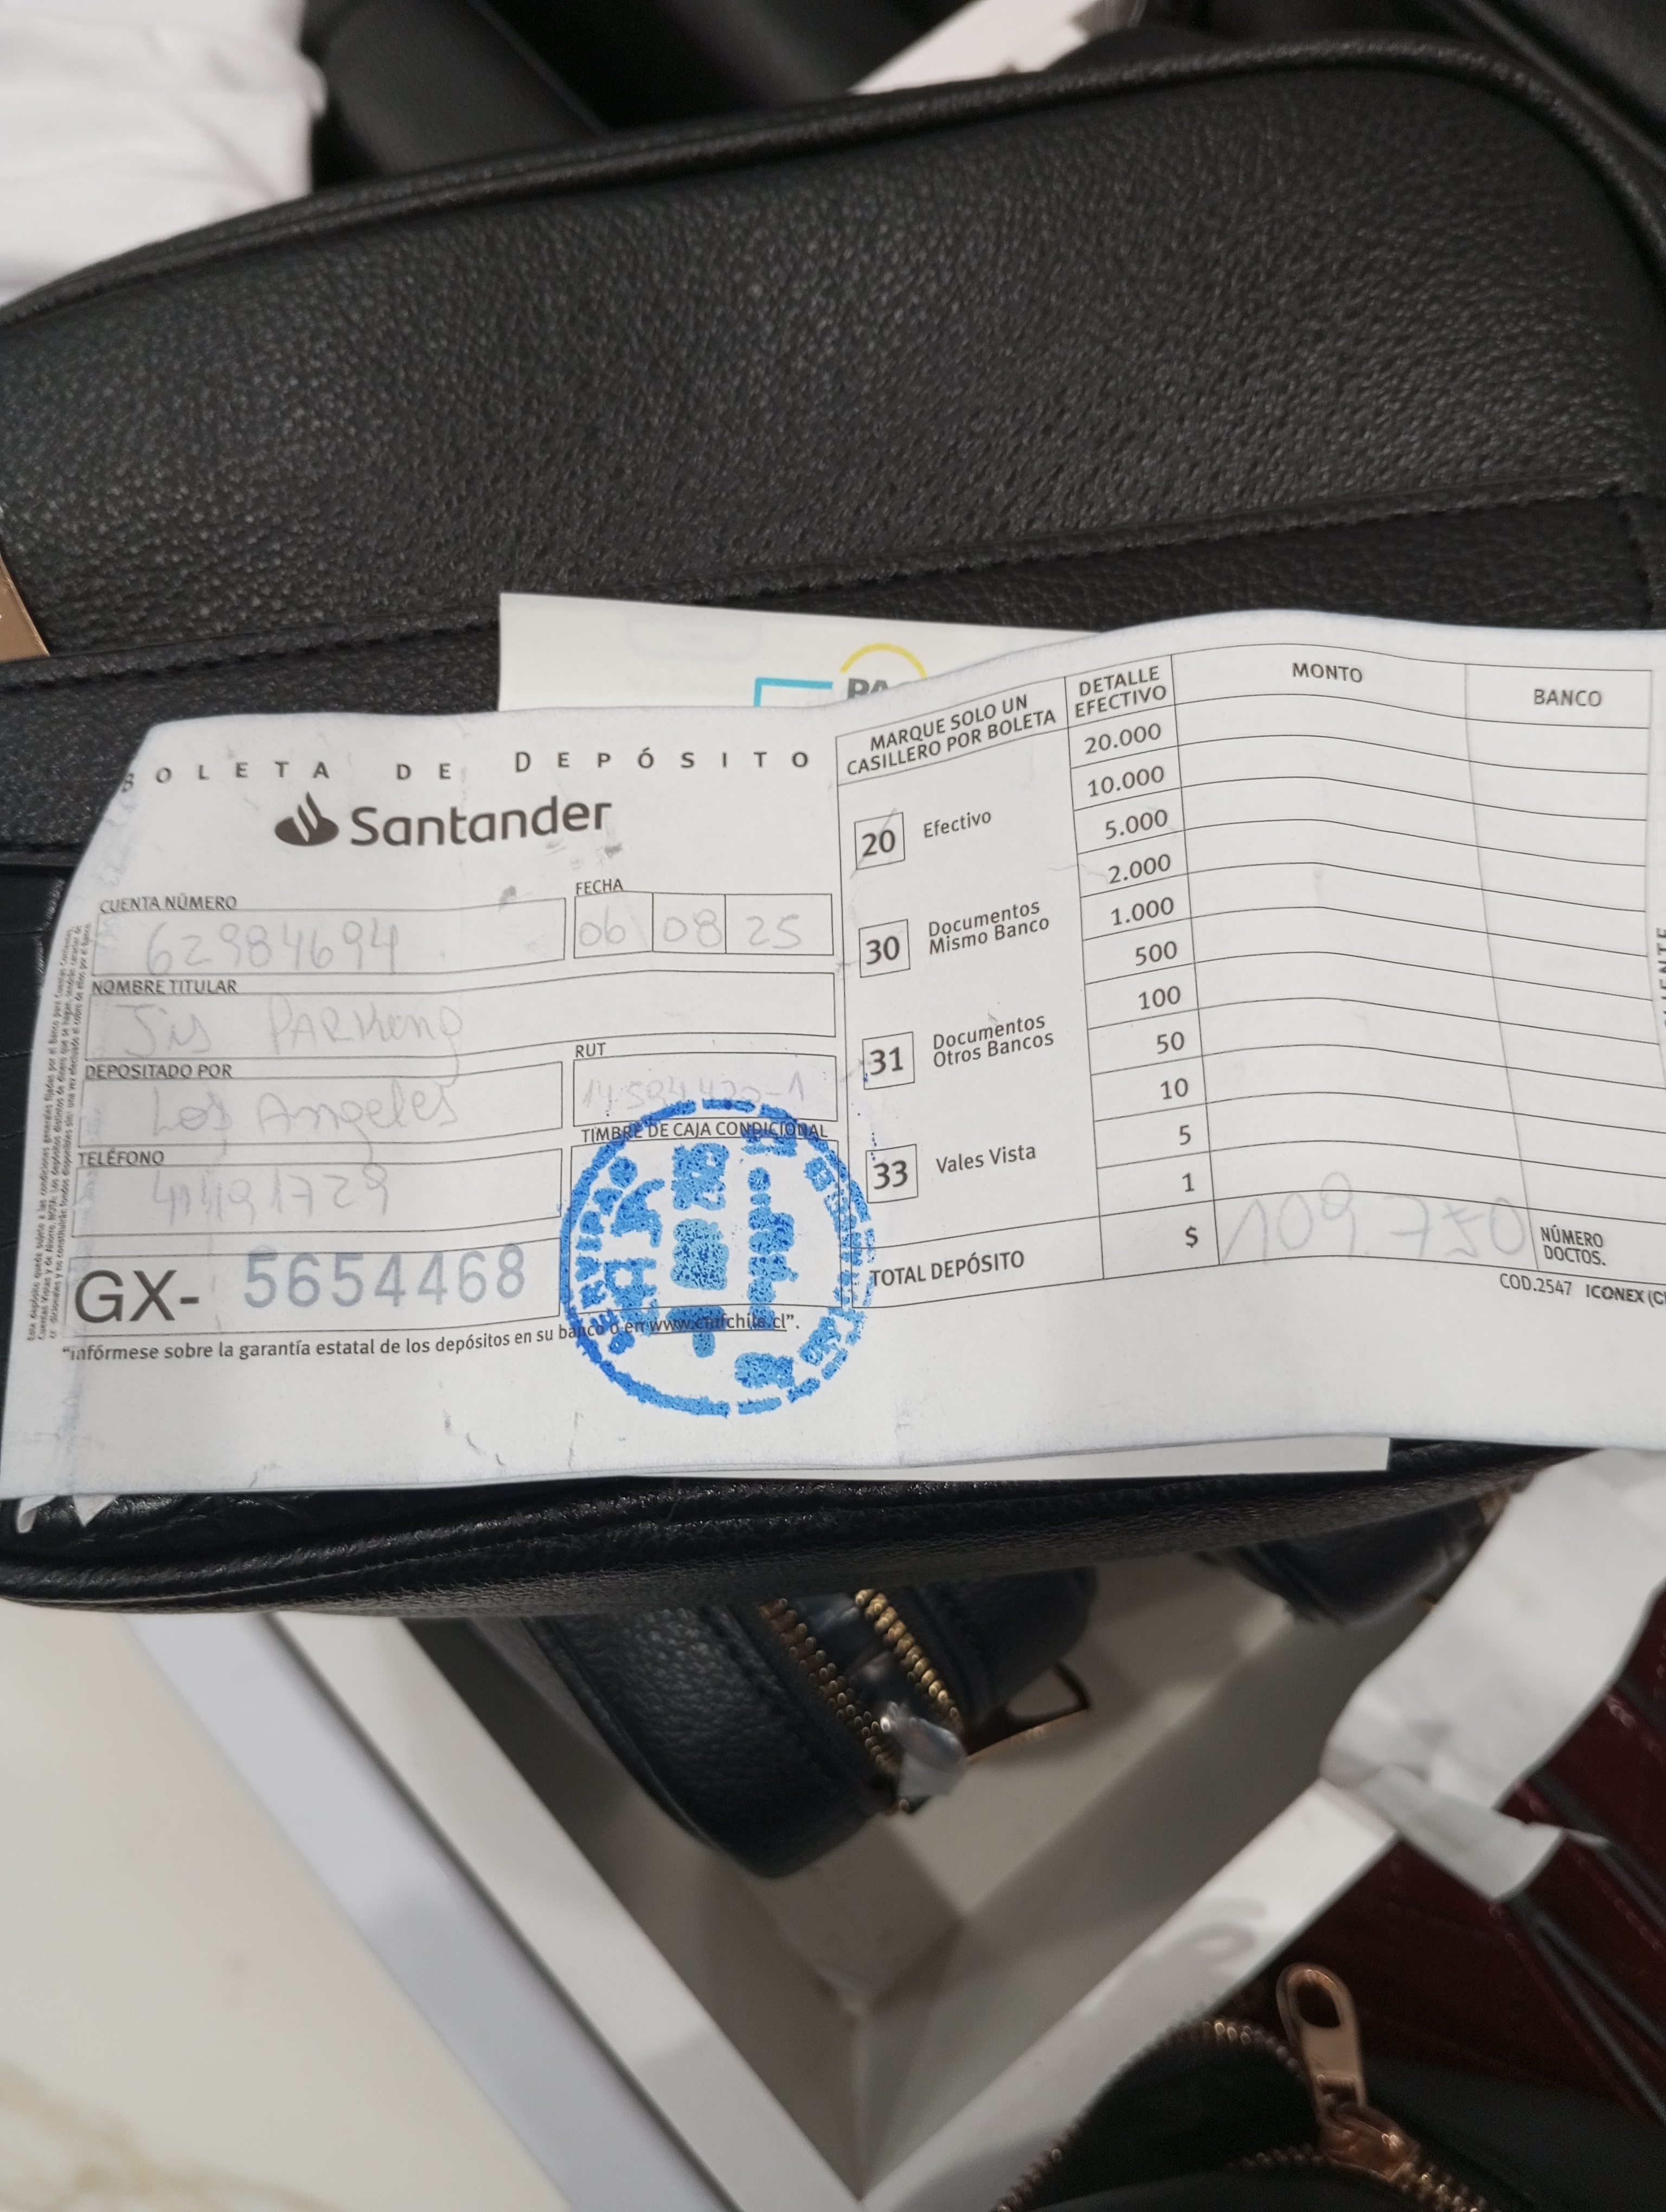 BOLETA DE DEPÓSITO
Santander
CUENTA NÚMERO
62984694
FECHA
06 08 25
NOMBRE TITULAR
JIS PARKING
DEPOSITADO POR
Los Angeles
RUT
TELÉFONO
TIMBRE DE CAJA CONDICIONAL
GX- 5654468
SERVIPAG
"infórmese sobre la garantía estatal de los depósitos en su banco o en www.cmfchile.cl".
MARQUE SOLO UN
CASILLERO POR BOLETA
20 Efectivo
30 Documentos
Mismo Banco
31 Documentos
Otros Bancos
33 Vales Vista
DETALLE
EFECTIVO
MONTO
BANCO
20.000
10.000
5.000
2.000
1.000
500
100
50
10
5
1
TOTAL DEPÓSITO $ 109.750
NÚMERO
DOCTOS.
COD.2547 ICONEX